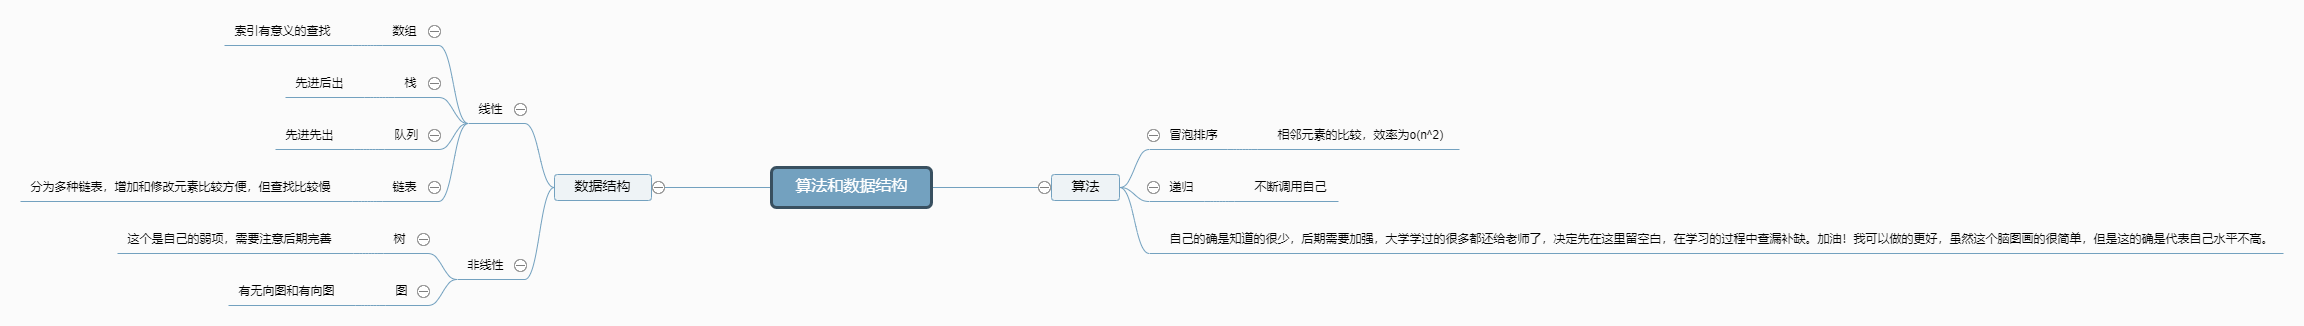 算法和数据结构
数据结构
线性
数组
索引有意义的查找
栈
先进后出
队列
先进先出
链表
分为多种链表，增加和修改元素比较方便，但查找比较慢
非线性
树
这个是自己的弱项，需要注意后期完善
图
有无向图和有向图
算法
冒泡排序
相邻元素的比较，效率为o(n^2)
递归
不断调用自己
自己的确是知道的很少，后期需要加强，大学学过的很多都还给老师了，决定先在这里留空白，在学习的过程中查漏补缺。加油！我可以做的更好，虽然这个脑图画的很简单，但是这的确是代表自己水平不高。